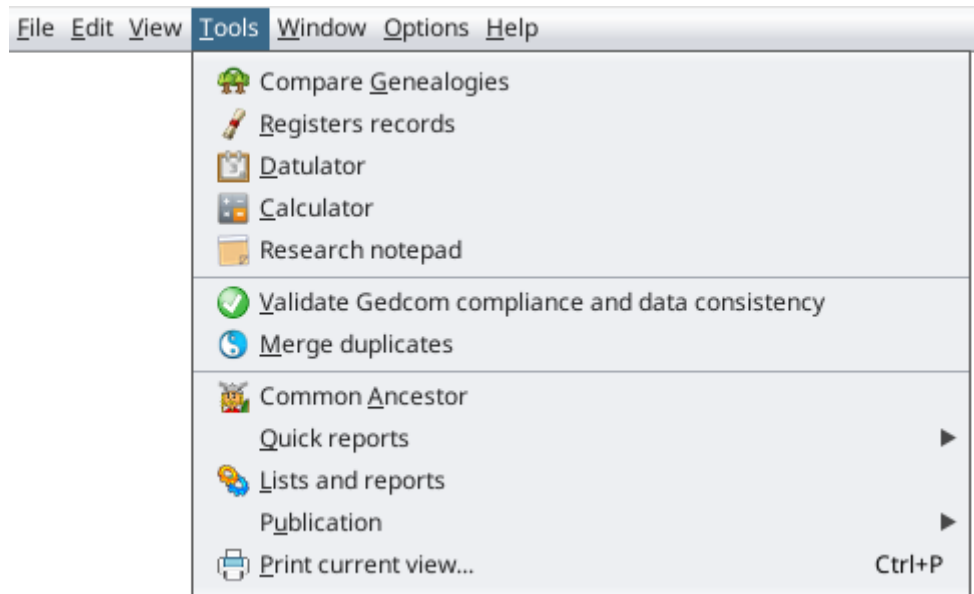 File Edit View Tools Window Options Help
Compare Genealogies
Registers records
Datulator
Calculator
Research notepad
Validate Gedcom compliance and data consistency
Merge duplicates
Common Ancestor
Quick reports
Lists and reports
Publication
Print current view... Ctrl+P